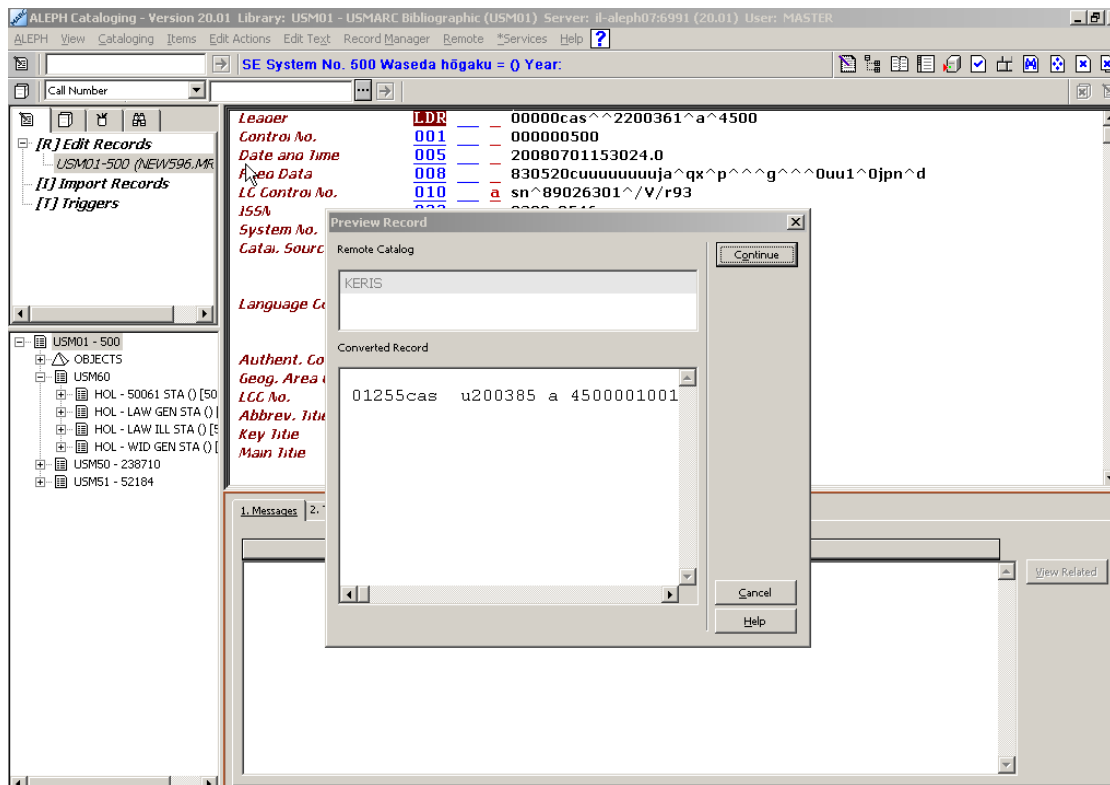 ALEPH Cataloging - Version 20.01 Library: USM01 - USMARC Bibliographic (USM01) Server: il-aleph07:6991 (20.01) User: MASTER
ALEPH View Cataloging Items Edit Actions Edit Text Record Manager Remote *Services Help ?
SE System No. 500 Waseda hōgaku = () Year:
Call Number
[R] Edit Records
USM01-500 (NEW596.MR
[I] Import Records
[T] Triggers
Leader LDR 00000cas^^2200361^a^4500
Control No. 001 000000500
Date and Time 005 20080701153024.0
Data 008 830520cuuuuuuuuja^qx^p^^^g^^^0uu1^0jpn^d
LC Control No. 010 a sn^89026301^/V/r93
ISSN
System No.
Catal. Sourc
Language Co
Authent. Co
Geog. Area
LCC No.
Abbrev. Title
Key Title
Main Title
USM01 - 500
OBJECTS
USM60
HOL - 50061 STA () [50
HOL - LAW GEN STA () [
HOL - LAW ILL STA () [5
HOL - WID GEN STA () [
USM50 - 238710
USM51 - 52184
Preview Record
Remote Catalog
KERIS
Converted Record
01255cas u200385 a 4500001001
Continue
Cancel
Help
1. Messages 2.
View Related